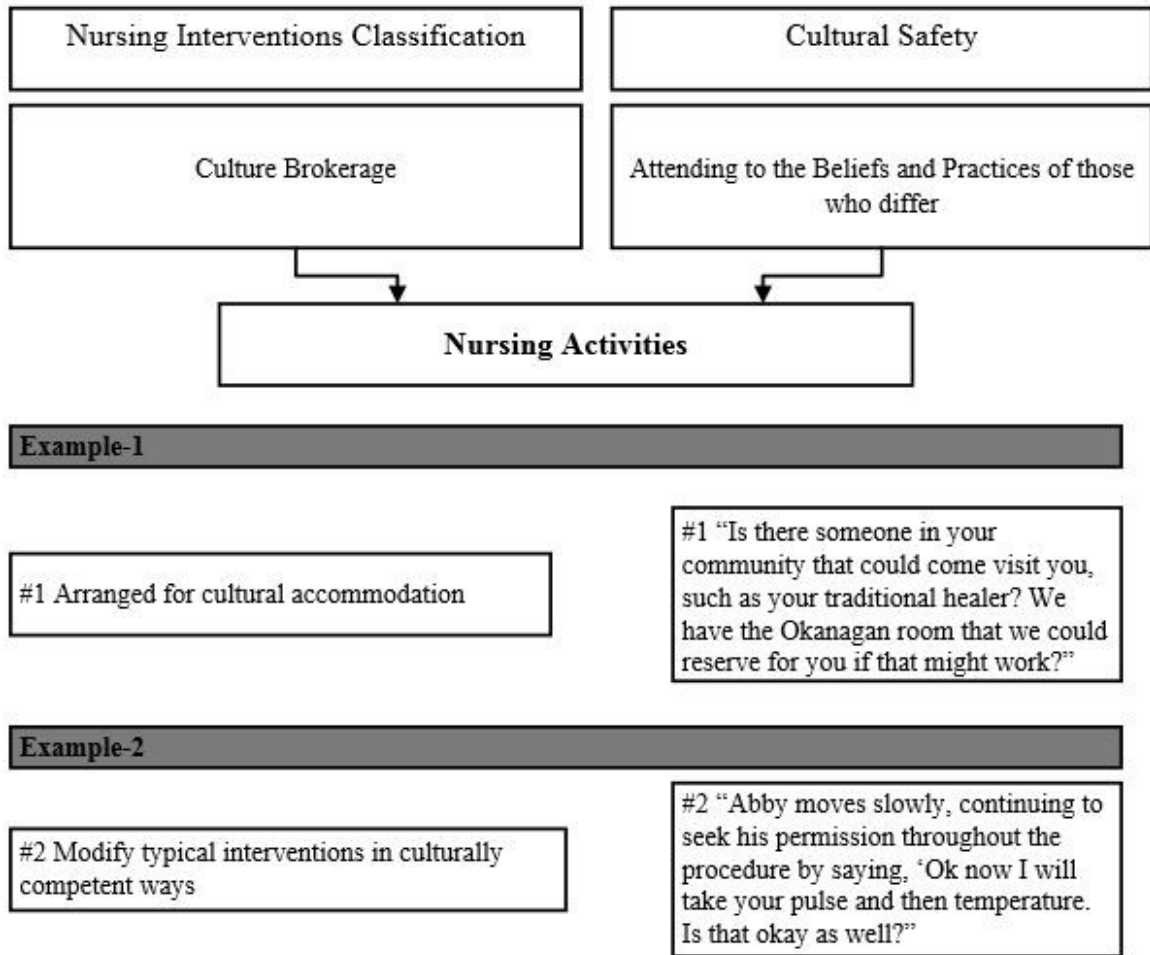 Nursing Interventions Classification
Cultural Safety
Culture Brokerage
Attending to the Beliefs and Practices of those
who differ
Nursing Activities
Example-1
#1 Arranged for cultural accommodation
#1 “Is there someone in your
community that could come visit you,
such as your traditional healer? We
have the Okanagan room that we could
reserve for you if that might work?”
Example-2
#2 Modify typical interventions in culturally
competent ways
#2 “Abby moves slowly, continuing to
seek his permission throughout the
procedure by saying, ‘Ok now I will
take your pulse and then temperature.
Is that okay as well?”